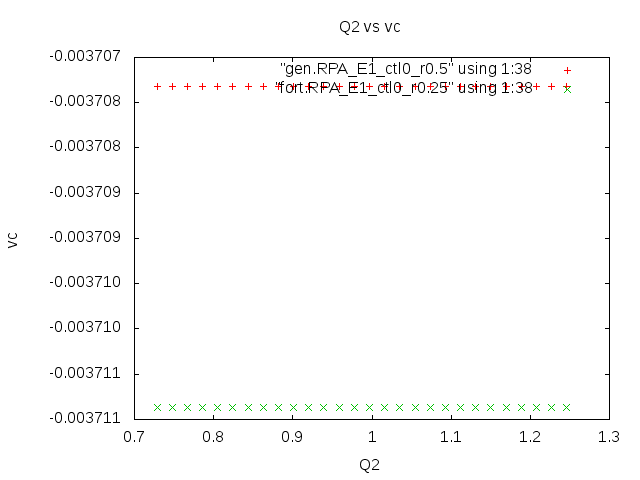 Q2 vs vc
-0.003707
"gen.RPA_E1_ctl0_r0.5" using 1:38
"fort.RPA_E1_ctl0_r0.25" using 1:38
-0.003708
-0.003708
-0.003709
-0.003709
-0.003710
-0.003710
-0.003711
-0.003711
vc
0.7 0.8 0.9 1 1.1 1.2 1.3
Q2